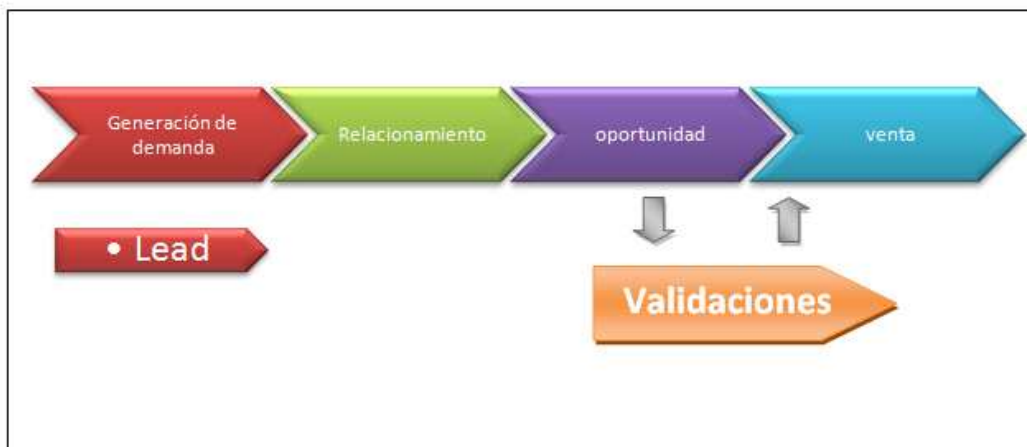 Generación de
demanda
Relacionamiento
oportunidad
venta
• Lead
Validaciones